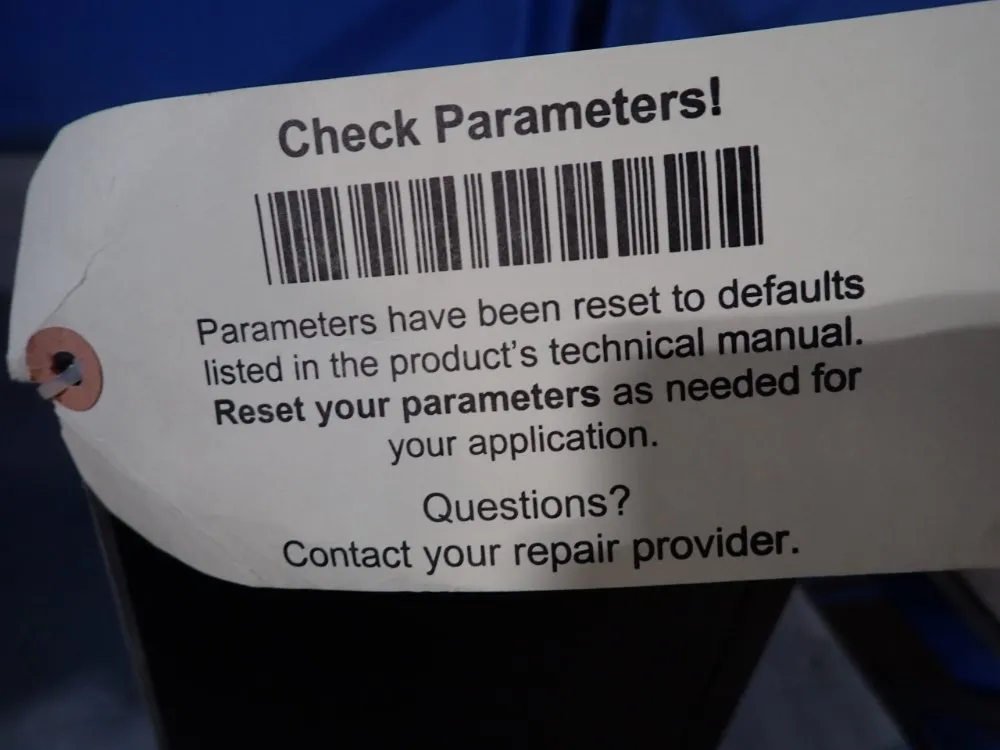 Check Parameters!
Parameters have been reset to defaults
listed in the product's technical manual.
Reset your parameters as needed for
your application.
Questions?
Contact your repair provider.